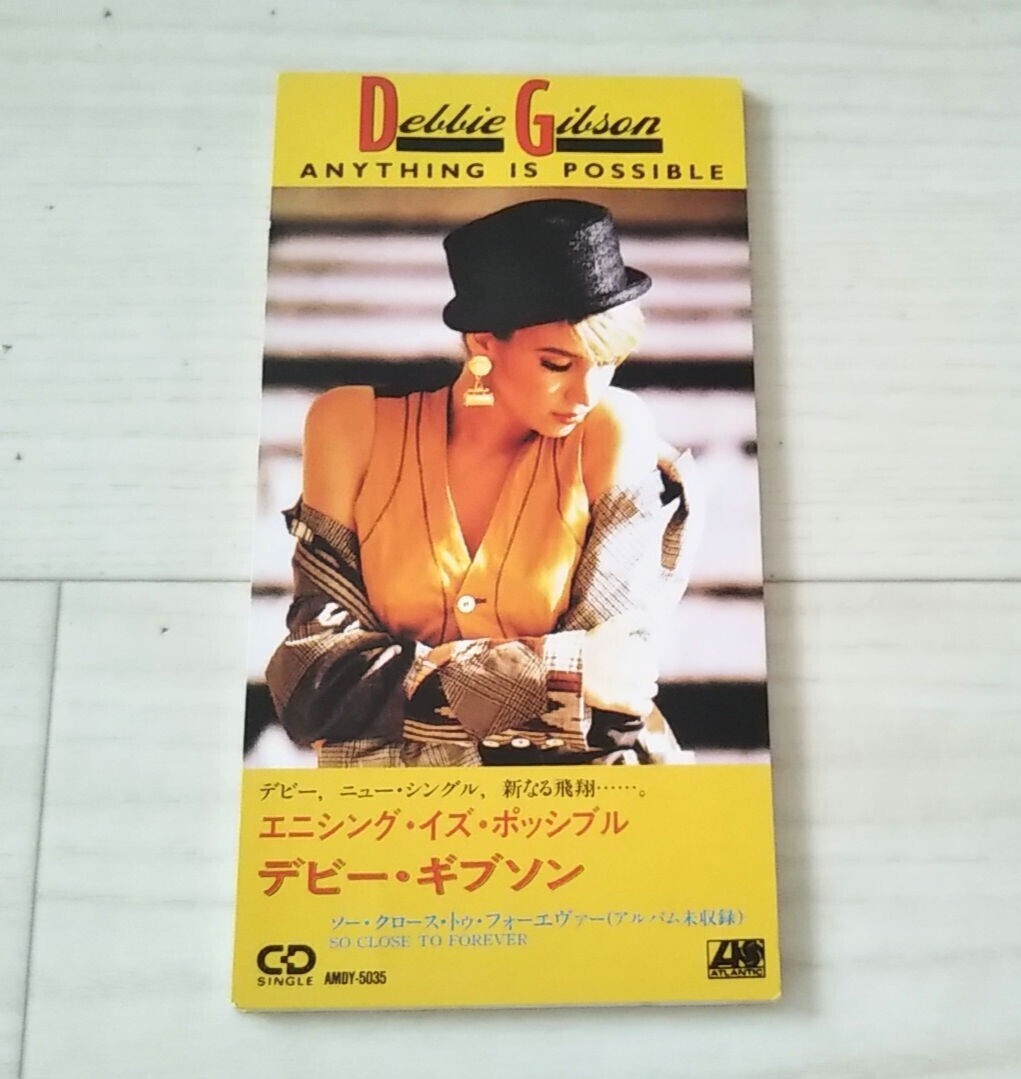 Debbie Gibson
ANYTHING IS POSSIBLE
デビー，ニュー・シングル，新なる飛翔……。
エニシング・イズ・ポッシブル
デビー・ギブソン
ソー・クロース・トゥ・フォーエヴァー(アルバム未収録)
SO CLOSE TO FOREVER
CD
SINGLE AMDY-5035
ATLANTIC